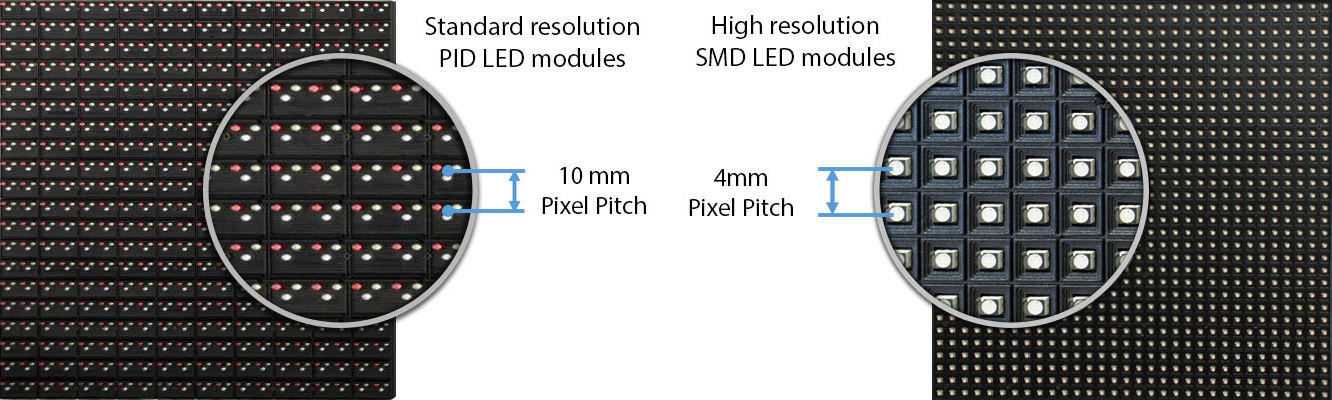 Standard resolution
PID LED modules
10 mm
Pixel Pitch
High resolution
SMD LED modules
4mm
Pixel Pitch